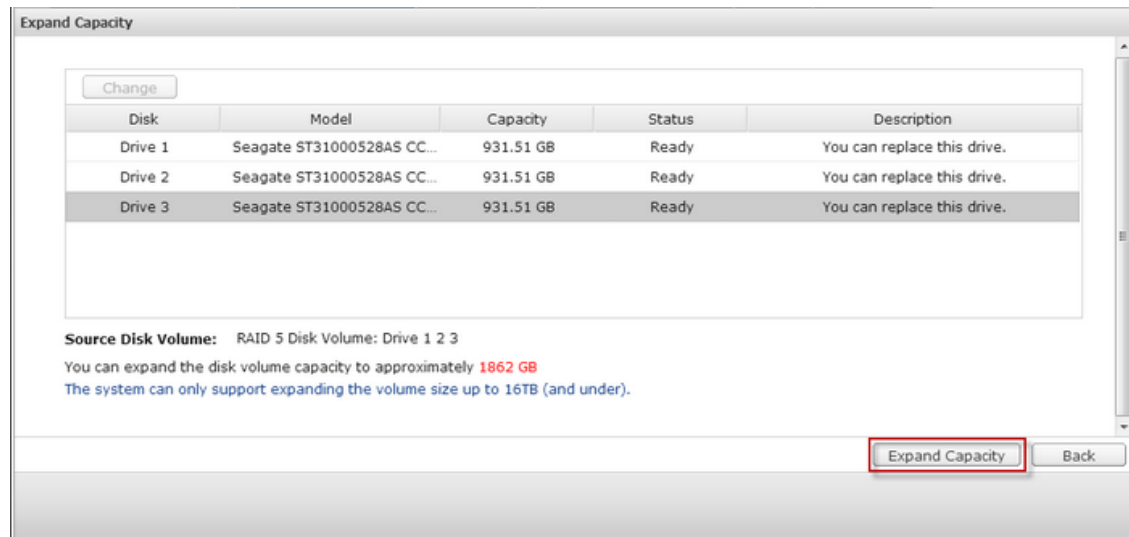 Expand Capacity
Change
Disk Model Capacity Status Description
Drive 1 Seagate ST31000528AS CC... 931.51 GB Ready You can replace this drive.
Drive 2 Seagate ST31000528AS CC... 931.51 GB Ready You can replace this drive.
Drive 3 Seagate ST31000528AS CC... 931.51 GB Ready You can replace this drive.
Source Disk Volume: RAID 5 Disk Volume: Drive 1 2 3
You can expand the disk volume capacity to approximately 1862 GB
The system can only support expanding the volume size up to 16TB (and under).
Expand Capacity Back